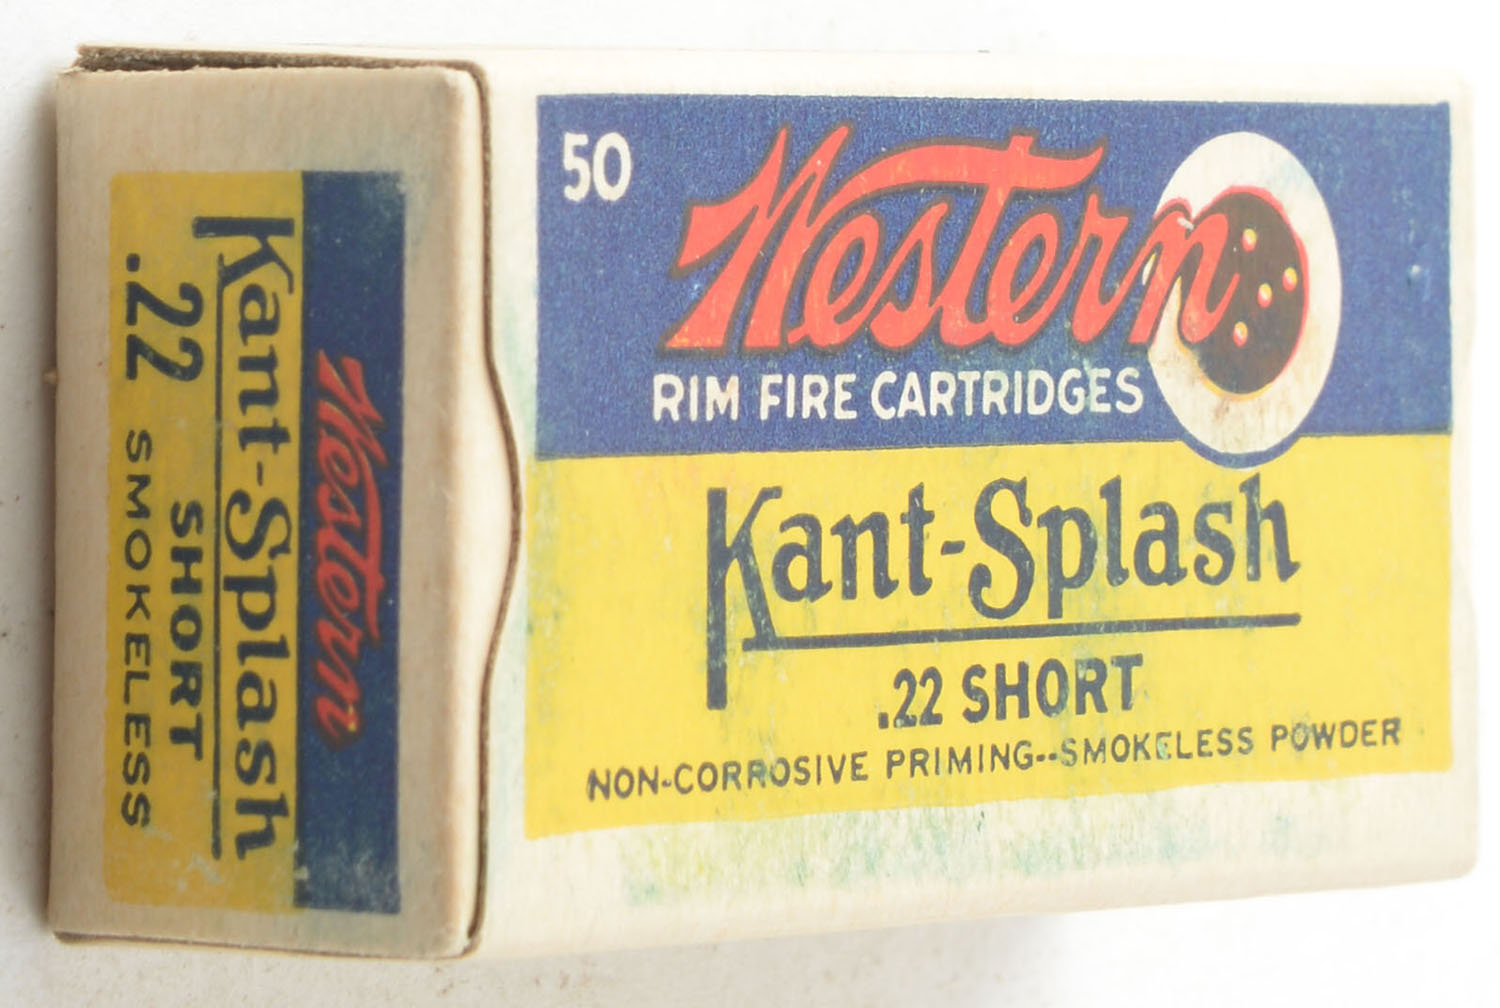 50
Western
RIM FIRE CARTRIDGES
Kant-Splash
.22 SHORT
NON-CORROSIVE PRIMING--SMOKELESS POWDER
Western
Kant-Splash
.22 SHORT
SMOKELESS